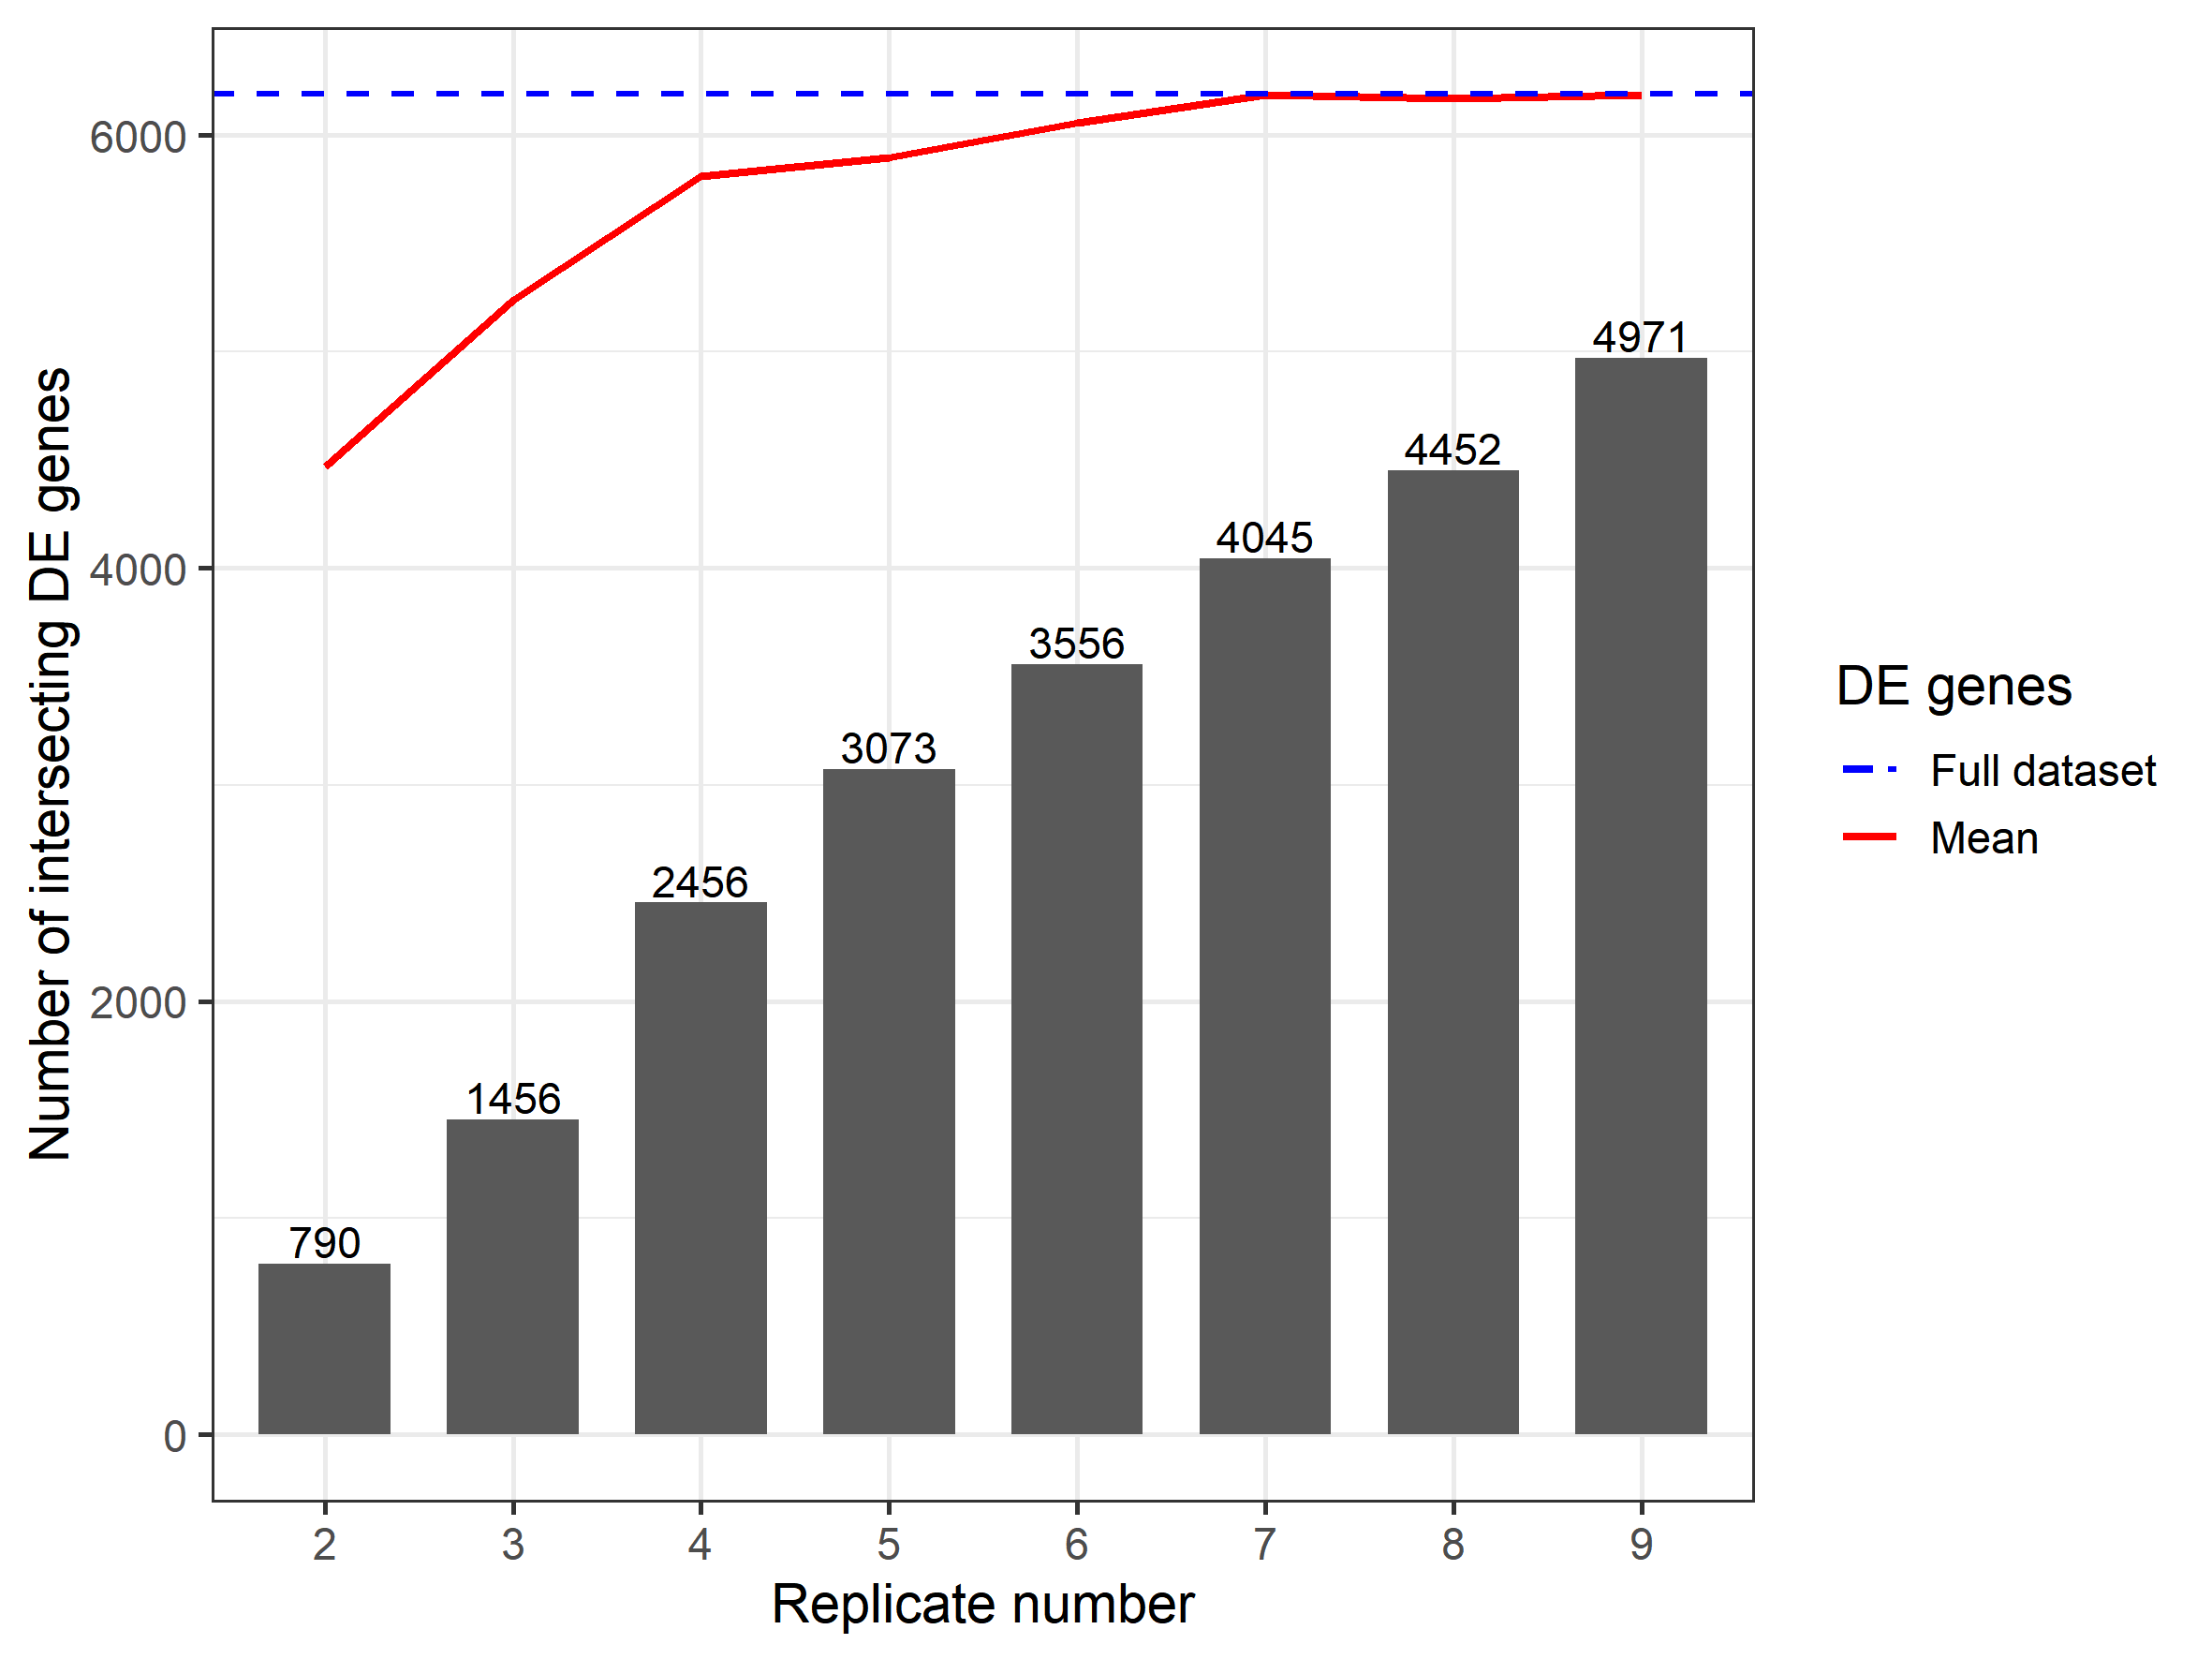 Number of intersecting DE genes
6000
4000
2000
0
790
1456
2456
3073
3556
4045
4452
4971
2 3 4 5 6 7 8 9
Replicate number
DE genes
Full dataset
Mean